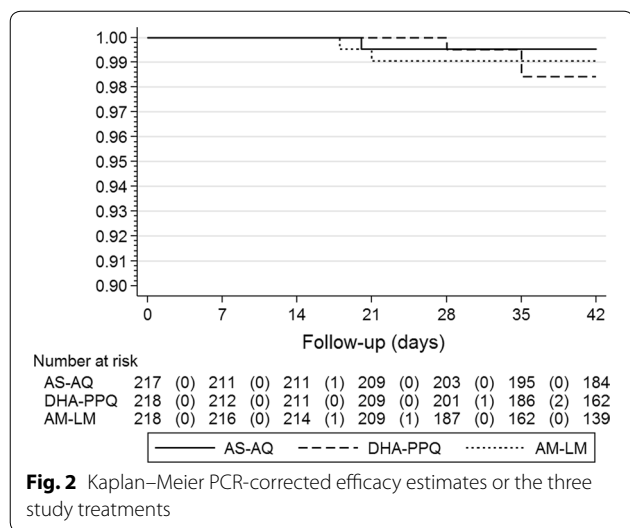 1.00
0.99
0.98
0.97
0.96
0.95
0.94
0.93
0.92
0.91
0.90
0 7 14 21 28 35 42
Follow-up (days)
Number at risk
AS-AQ 217 (0) 211 (0) 211 (1) 209 (0) 203 (0) 195 (0) 184
DHA-PPQ 218 (0) 212 (0) 211 (0) 209 (0) 201 (1) 186 (2) 162
AM-LM 218 (0) 216 (0) 214 (1) 209 (1) 187 (0) 162 (0) 139
AS-AQ DHA-PPQ AM-LM
Fig. 2 Kaplan–Meier PCR-corrected efficacy estimates or the three
study treatments